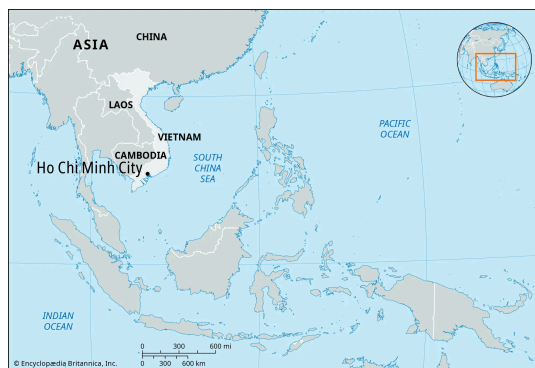 ASIA
CHINA
LAOS
VIETNAM
CAMBODIA
Ho Chi Minh City
SOUTH
CHINA
SEA
PACIFIC
OCEAN
INDIAN
OCEAN
0 300 600 mi
0 300 600 km
© Encyclopædia Britannica, Inc.